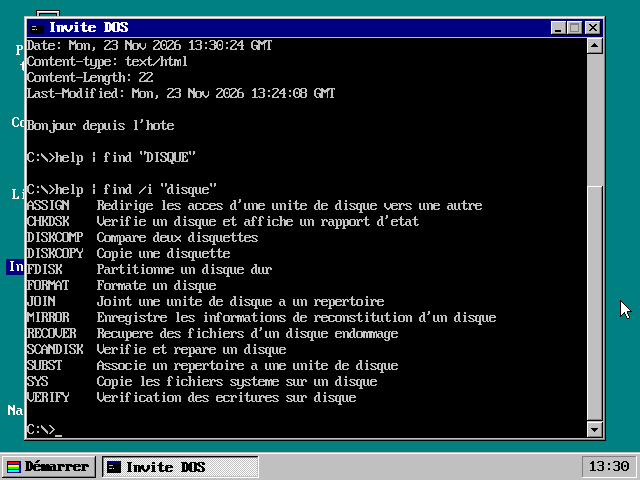 Invite DOS
P
t
Date: Mon, 23 Nov 2026 13:30:24 GMT
Content-type: text/html
Content-Length: 22
Last-Modified: Mon, 23 Nov 2026 13:24:08 GMT
Co
Bonjour depuis l'hote
C:\>help | find "DISQUE"
C:\>help | find /i "disque"
Li
ASSIGN    Redirige les acces d'une unite de disque vers une autre
CHKDSK    Verifie un disque et affiche un rapport d'etat
DISKCOMP  Compare deux disquettes
DISKCOPY  Copie une disquette
In
FDISK     Partitionne un disque dur
FORMAT    Formate un disque
JOIN      Joint une unite de disque a un repertoire
MIRROR    Enregistre les informations de reconstitution d'un disque
RECOVER   Recupere des fichiers d'un disque endommage
SCANDISK  Verifie et repare un disque
SUBST     Associe un repertoire a une unite de disque
SYS       Copie les fichiers systeme sur un disque
VERIFY    Verification des ecritures sur disque
Na
C:\>_
Démarrer
Invite DOS
13:30